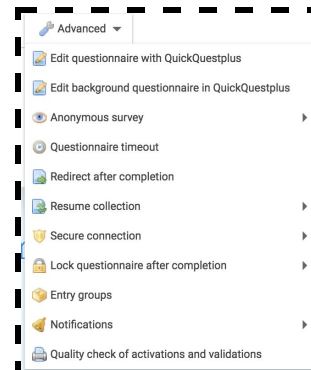 Advanced
Edit questionnaire with QuickQuestplus
Edit background questionnaire in QuickQuestplus
Anonymous survey
Questionnaire timeout
Redirect after completion
Resume collection
Secure connection
Lock questionnaire after completion
Entry groups
Notifications
Quality check of activations and validations